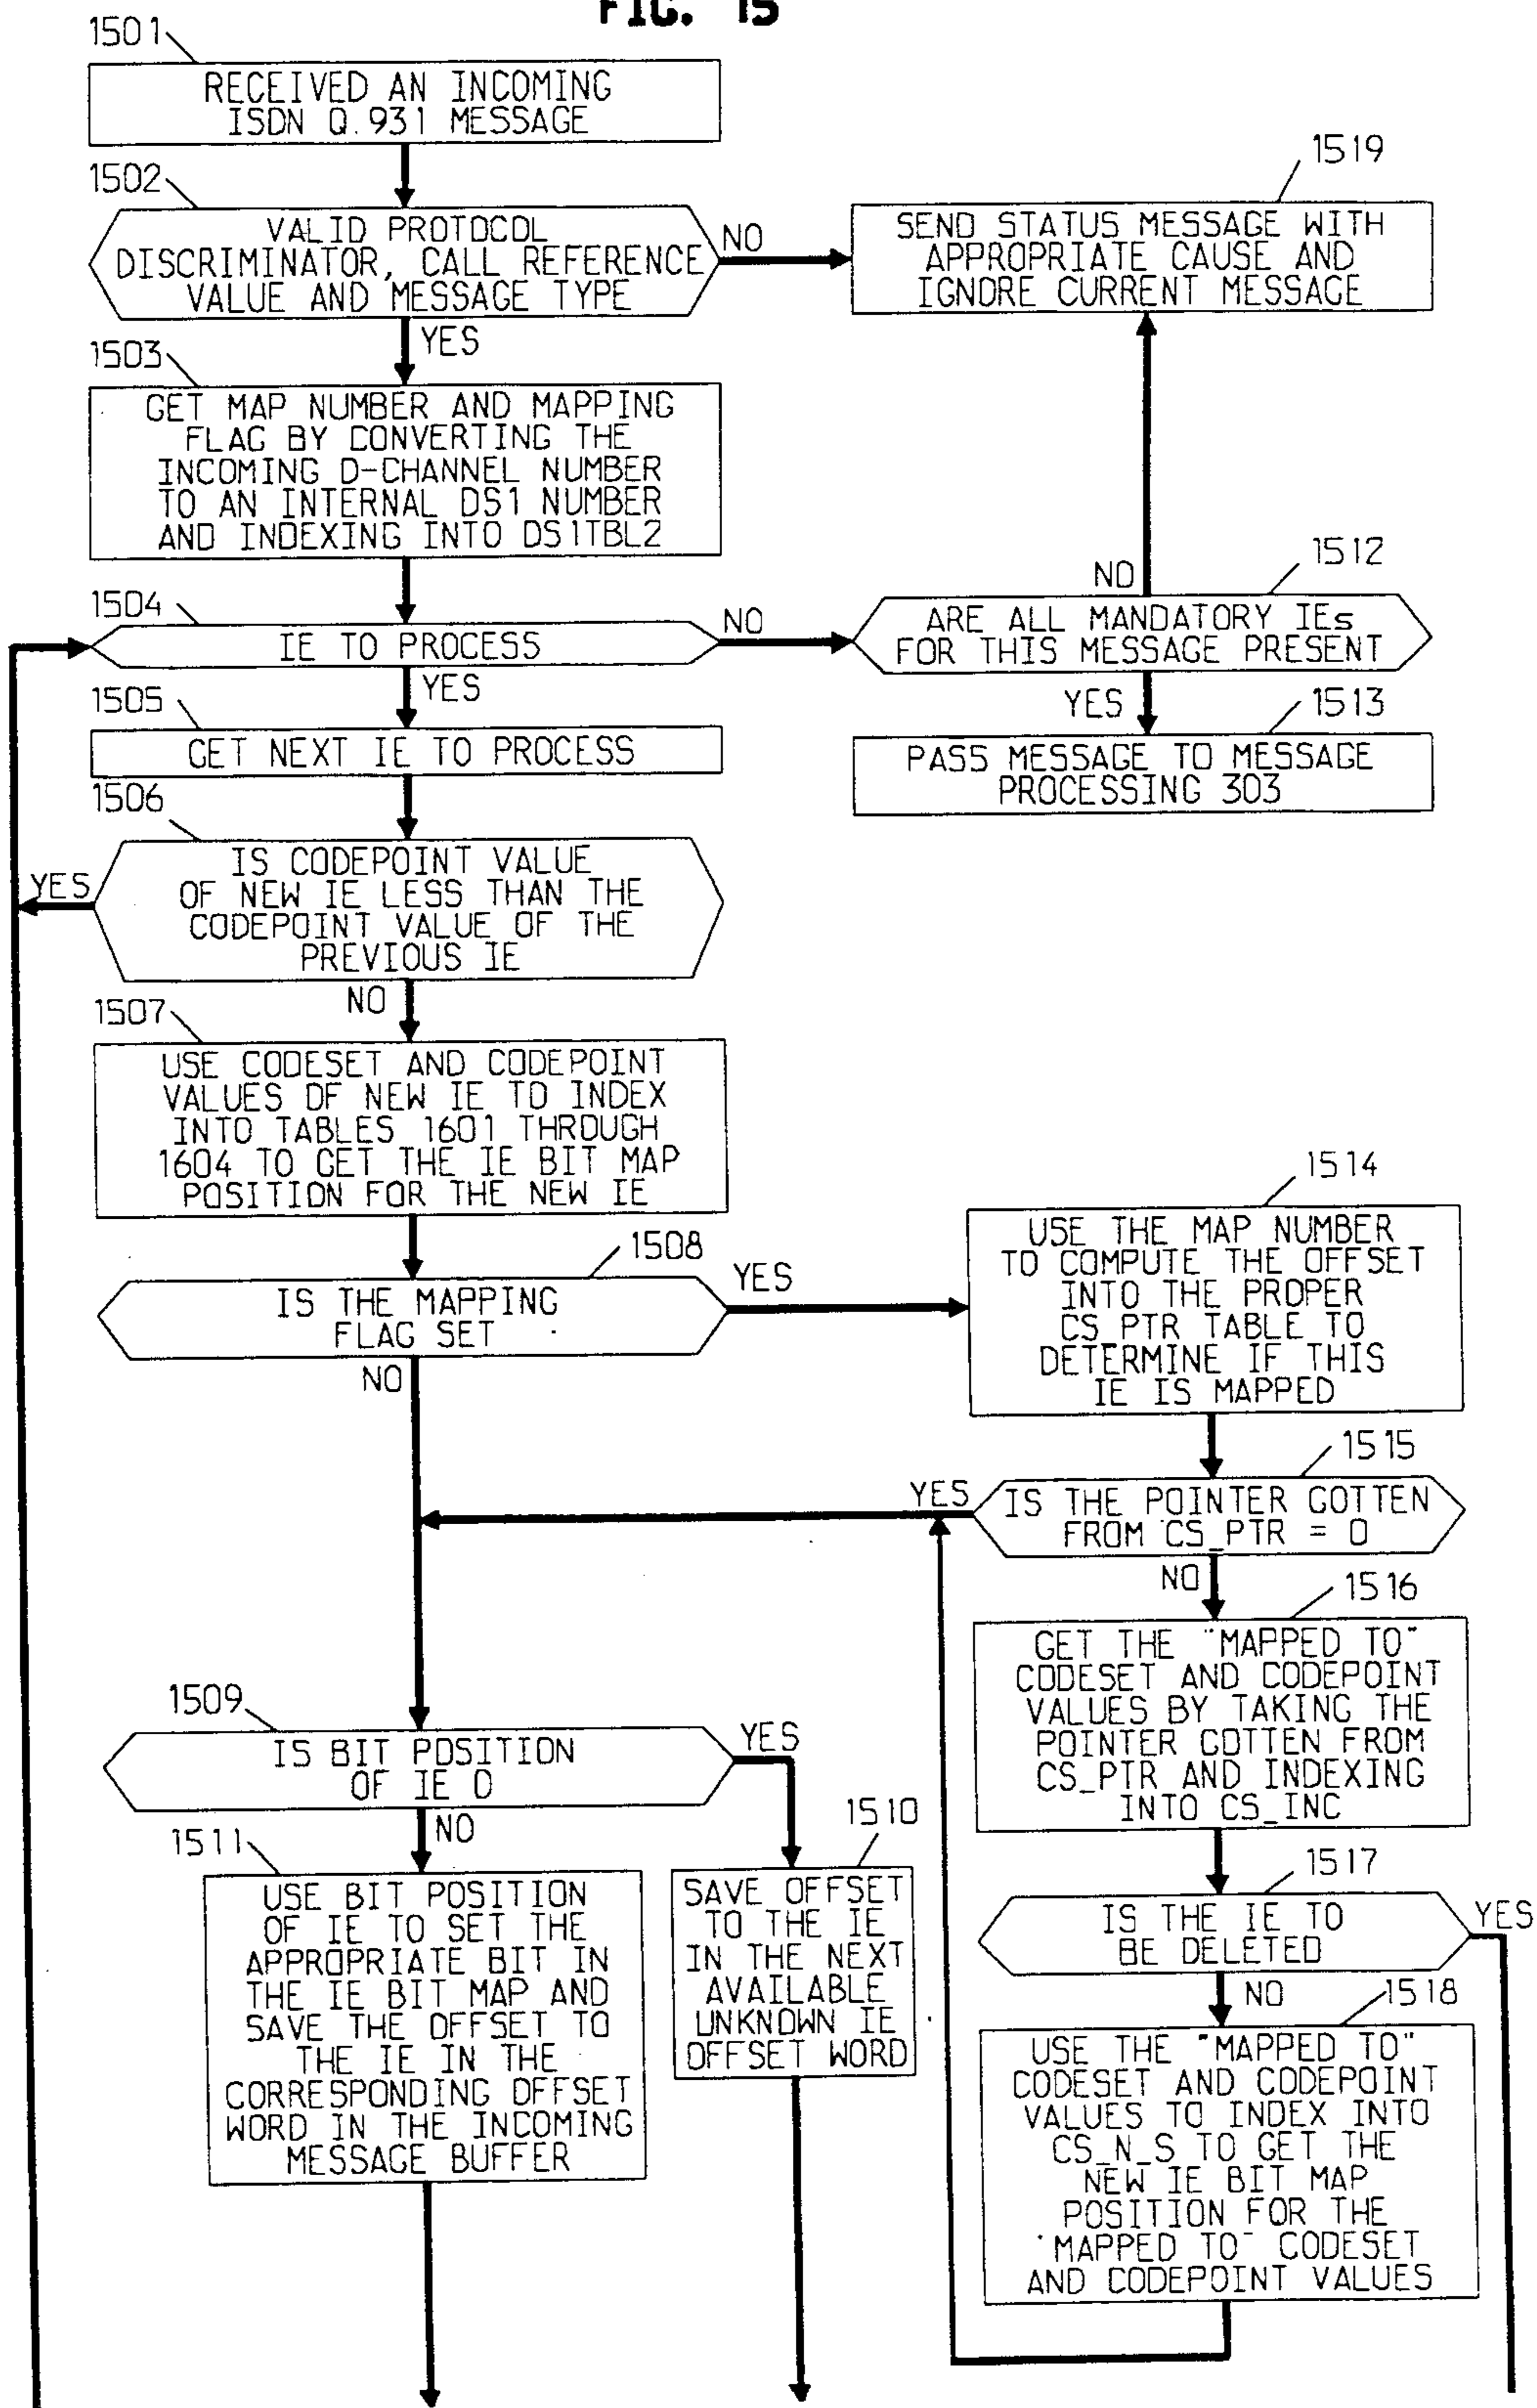 FIG. 15
1501
RECEIVED AN INCOMING
ISDN Q.931 MESSAGE
1502
VALID PROTOCOL
DISCRIMINATOR, CALL REFERENCE
VALUE AND MESSAGE TYPE
NO
YES
1519
SEND STATUS MESSAGE WITH
APPROPRIATE CAUSE AND
IGNORE CURRENT MESSAGE
1503
GET MAP NUMBER AND MAPPING
FLAG BY CONVERTING THE
INCOMING D-CHANNEL NUMBER
TO AN INTERNAL DS1 NUMBER
AND INDEXING INTO DS1TBL2
1504
IE TO PROCESS
NO
YES
NO
1512
ARE ALL MANDATORY IEs
FOR THIS MESSAGE PRESENT
YES
1513
PASS MESSAGE TO MESSAGE
PROCESSING 303
1505
GET NEXT IE TO PROCESS
1506
IS CODEPOINT VALUE
OF NEW IE LESS THAN THE
CODEPOINT VALUE OF THE
PREVIOUS IE
YES
NO
1507
USE CODESET AND CODEPOINT
VALUES OF NEW IE TO INDEX
INTO TABLES 1601 THROUGH
1604 TO GET THE IE BIT MAP
POSITION FOR THE NEW IE
1508
IS THE MAPPING
FLAG SET
YES
NO
1514
USE THE MAP NUMBER
TO COMPUTE THE OFFSET
INTO THE PROPER
CS_PTR TABLE TO
DETERMINE IF THIS
IE IS MAPPED
1515
IS THE POINTER GOTTEN
FROM CS_PTR = 0
YES
NO
1516
GET THE "MAPPED TO"
CODESET AND CODEPOINT
VALUES BY TAKING THE
POINTER GOTTEN FROM
CS_PTR AND INDEXING
INTO CS_INC
1509
IS BIT POSITION
OF IE 0
YES
NO
1510
SAVE OFFSET
TO THE IE
IN THE NEXT
AVAILABLE
UNKNOWN IE
OFFSET WORD
1511
USE BIT POSITION
OF IE TO SET THE
APPROPRIATE BIT IN
THE IE BIT MAP AND
SAVE THE OFFSET TO
THE IE IN THE
CORRESPONDING OFFSET
WORD IN THE INCOMING
MESSAGE BUFFER
1517
IS THE IE TO
BE DELETED
YES
NO
1518
USE THE "MAPPED TO"
CODESET AND CODEPOINT
VALUES TO INDEX INTO
CS_N_S TO GET THE
NEW IE BIT MAP
POSITION FOR THE
"MAPPED TO" CODESET
AND CODEPOINT VALUES